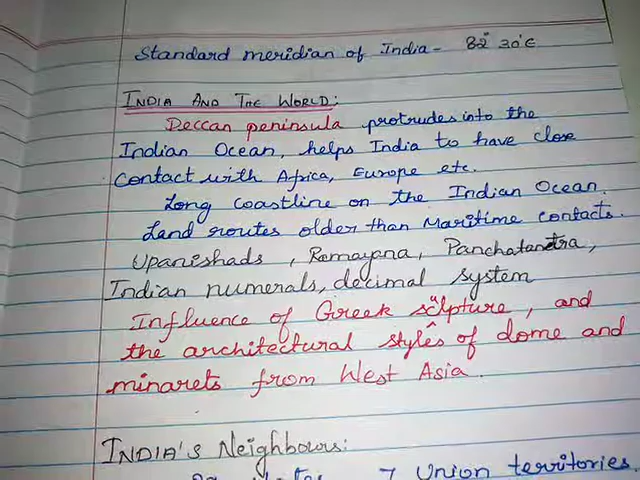 Standard meridian of India - 82° 30'E
INDIA AND THE WORLD:
Deccan peninsula protrudes into the
Indian Ocean, helps India to have close
contact with Africa, Europe etc.
Long coastline on the Indian Ocean.
Land routes older than Maritime contacts.
Upanishads, Ramayana, Panchatantra,
Indian numerals, decimal system
Influence of Greek sculpture, and
the architectural styles of dome and
minarets from West Asia.
INDIA'S Neighbours:
7 Union territories.